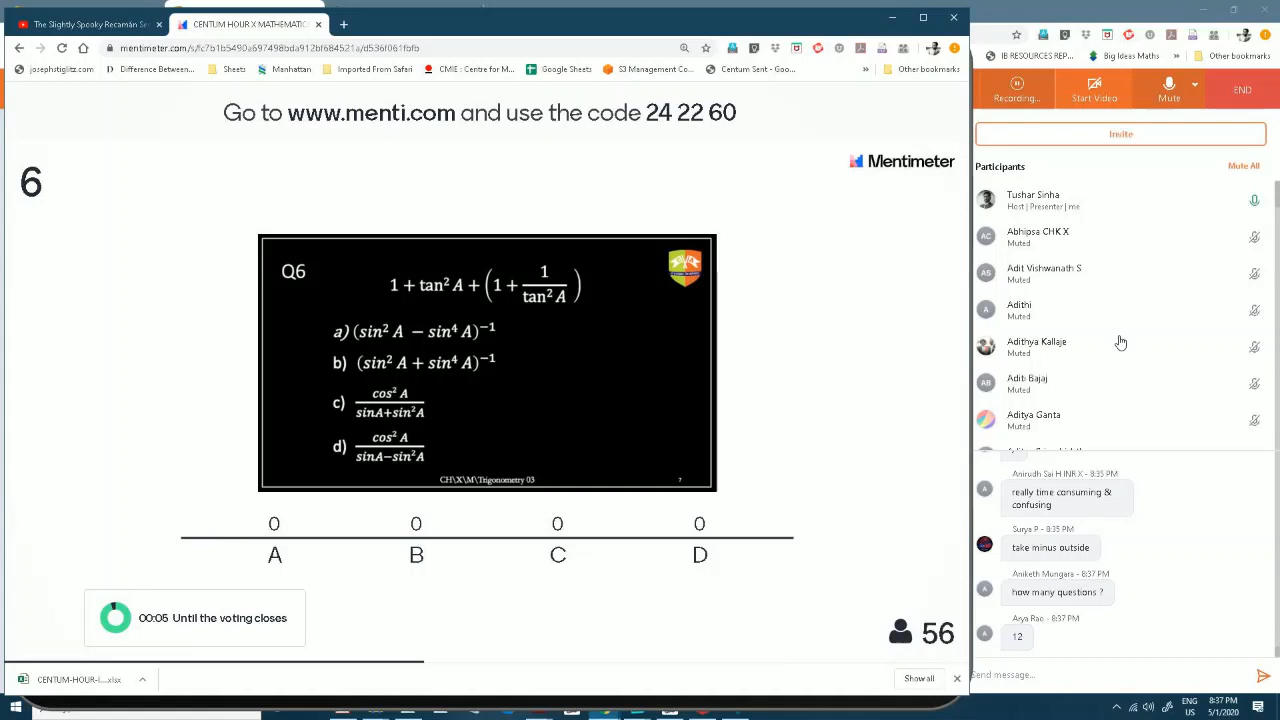 The Slightly Spooky Recamán Se
CENTUM HOUR X MATHEMATIC
mentimeter.com/s/fc7b1b5490a697498bda912bf684521a/d536f061fbfb
josephstiglitz.com
Difference Between...
Sheets
Manhattan
Imported From Safari
CMIE : Centre for M...
Google Sheets
S3 Management Co...
Centum Sent - Goo...
Other bookmarks
IB RESOURCES REP...
Big Ideas Maths
Other bookmarks
Go to www.menti.com and use the code 24 22 60
Mentimeter
6
Q6
1 + tan² A + (1 + 1/tan² A)
a) (sin² A − sin⁴ A)⁻¹
b) (sin² A + sin⁴ A)⁻¹
c) cos² A / sinA+sin²A
d) cos² A / sinA−sin²A
CH\X\M\Trigonometry 03
7
0 0 0 0
A B C D
00:05 Until the voting closes
56
CENTUM-HOUR-I....xlsx
Show all
Recording...
Start Video
Mute
END
Invite
Participants
Mute All
Tushar Sinha
Host | Presenter | me
AC
Abhipsa CHK X
Muted
AS
Adit Vishwanath S
Muted
A
Adithi
Muted
Adithya Kallaje
Muted
AB
Aditi Bajaj
Muted
Aditya Ganta
Muted
Anirudh Sai H INR X - 8:35 PM
A
really time consuming &
confusing
Surya P - 8:35 PM
take minus outside
Aniketh Mungara - 8:37 PM
A
how many questions ?
Arya Rao - 8:37 PM
A
12
Send message...
ENG
US
8:37 PM
5/1/2020